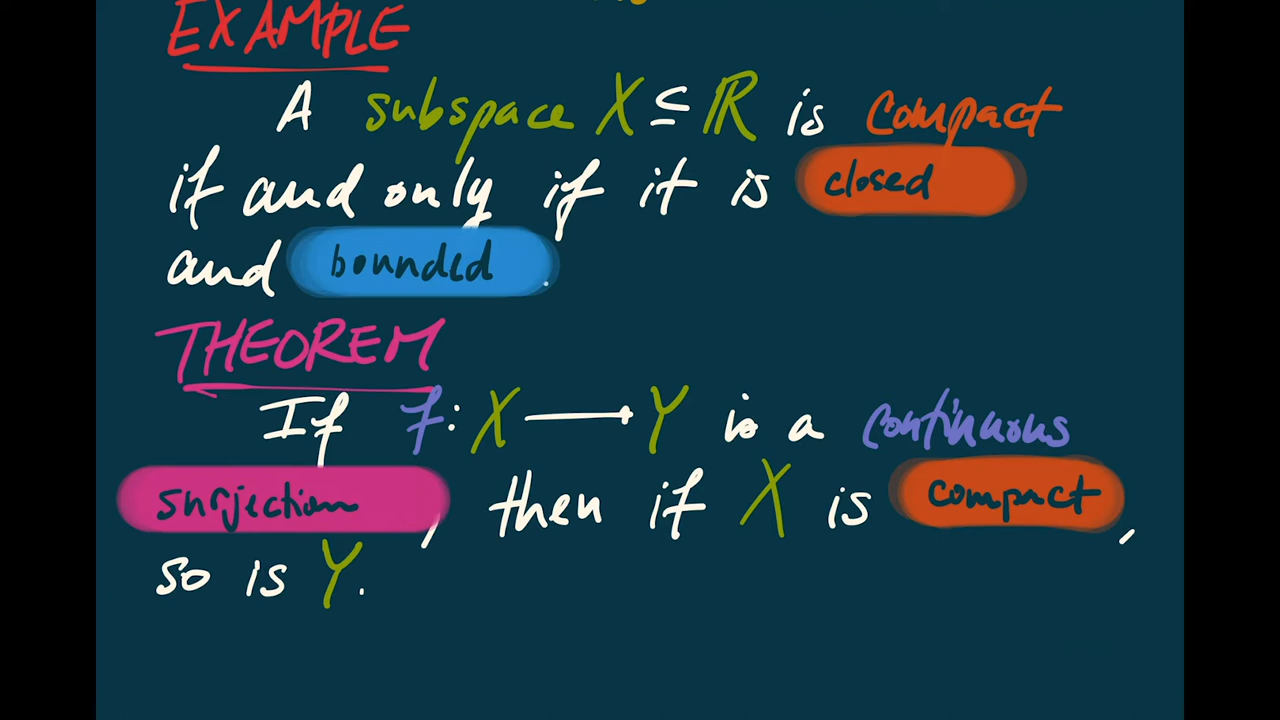 EXAMPLE
A subspace X ⊆ ℝ is compact
if and only if it is closed
and bounded.
THEOREM
If f: X → Y is a continuous
surjection, then if X is compact,
so is Y.